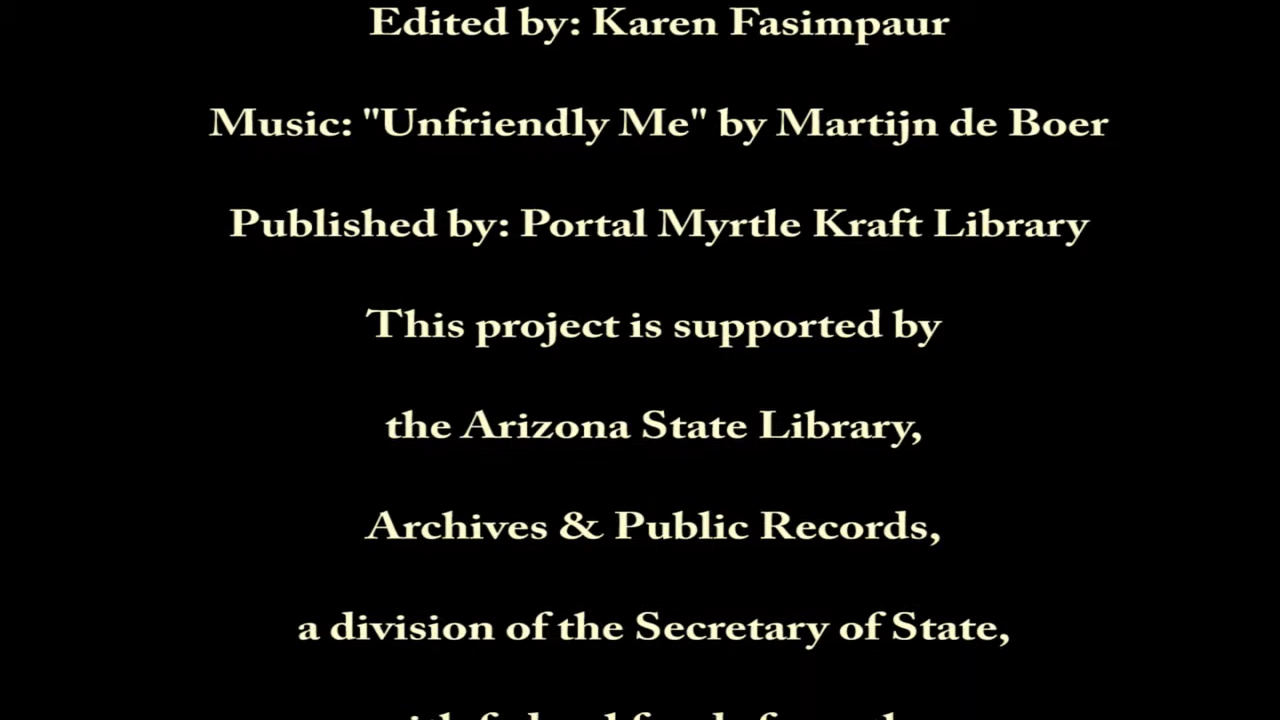 Edited by: Karen Fasimpaur
Music: "Unfriendly Me" by Martijn de Boer
Published by: Portal Myrtle Kraft Library
This project is supported by
the Arizona State Library,
Archives & Public Records,
a division of the Secretary of State,